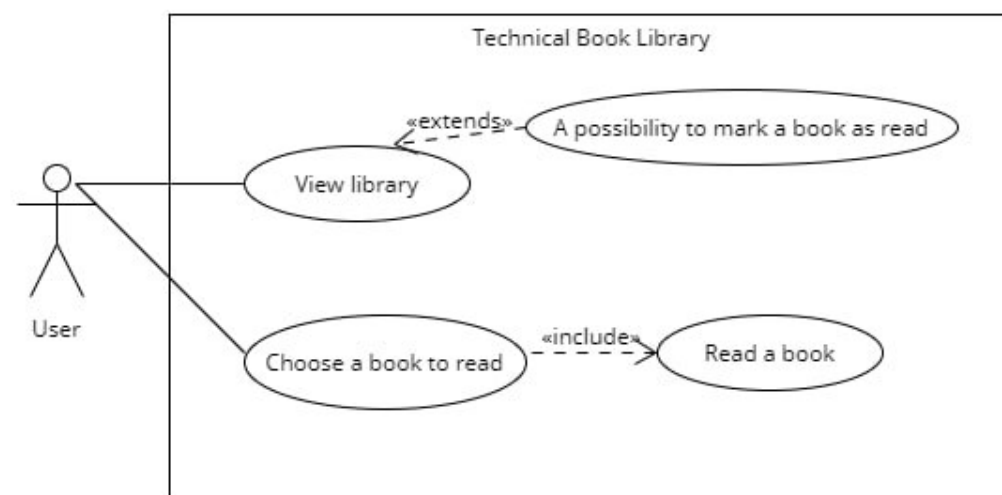 Technical Book Library
«extends»
A possibility to mark a book as read
View library
User
«include»
Choose a book to read
Read a book